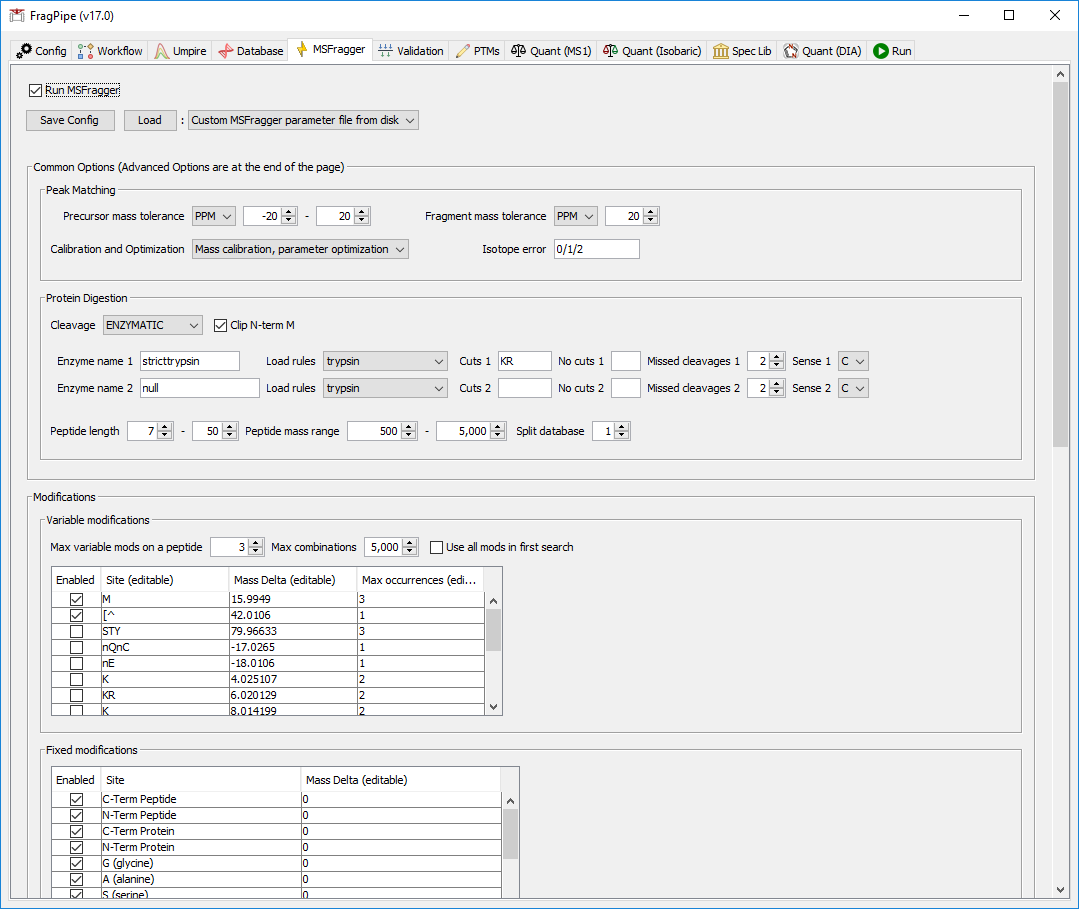 FragPipe (v17.0)
Config Workflow Umpire Database MSFragger Validation PTMs Quant (MS1) Quant (Isobaric) Spec Lib Quant (DIA) Run
Run MSFragger
Save Config Load : Custom MSFragger parameter file from disk
Common Options (Advanced Options are at the end of the page)
Peak Matching
Precursor mass tolerance PPM -20 - 20 Fragment mass tolerance PPM 20
Calibration and Optimization Mass calibration, parameter optimization Isotope error 0/1/2
Protein Digestion
Cleavage ENZYMATIC Clip N-term M
Enzyme name 1 stricttrypsin Load rules trypsin Cuts 1 KR No cuts 1 Missed cleavages 1 2 Sense 1 C
Enzyme name 2 null Load rules trypsin Cuts 2 No cuts 2 Missed cleavages 2 2 Sense 2 C
Peptide length 7 - 50 Peptide mass range 500 - 5,000 Split database 1
Modifications
Variable modifications
Max variable mods on a peptide 3 Max combinations 5,000 Use all mods in first search
Enabled Site (editable) Mass Delta (editable) Max occurrences (edi...
M 15.9949 3
[^ 42.0106 1
STY 79.96633 3
nQnC -17.0265 1
nE -18.0106 1
K 4.025107 2
KR 6.020129 2
K 8.014199 2
Fixed modifications
Enabled Site Mass Delta (editable)
C-Term Peptide 0
N-Term Peptide 0
C-Term Protein 0
N-Term Protein 0
G (glycine) 0
A (alanine) 0
S (serine) 0